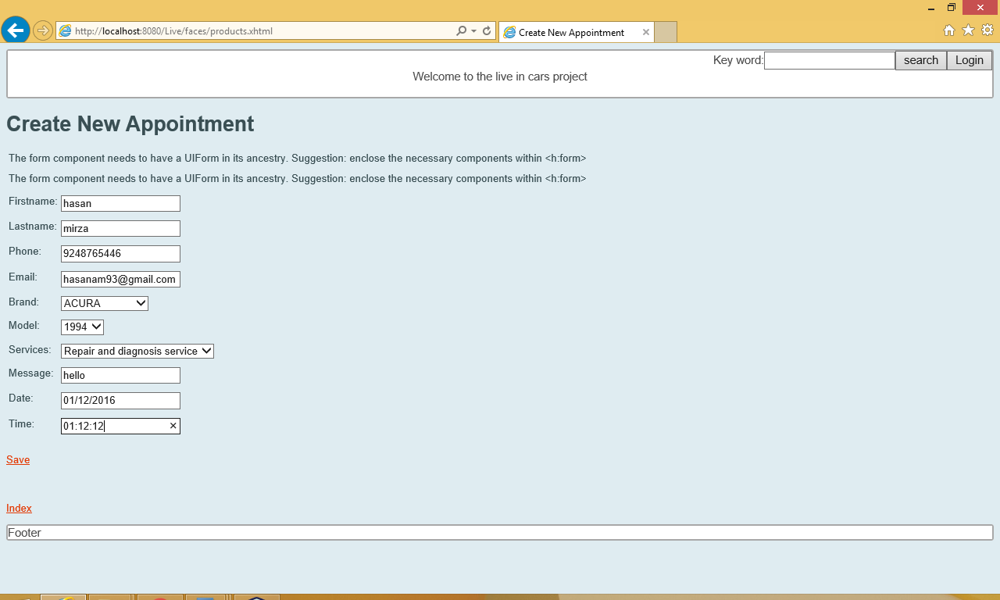 http://localhost:8080/Live/faces/products.xhtml
Create New Appointment
Key word:
search
Login
Welcome to the live in cars project
Create New Appointment
The form component needs to have a UIForm in its ancestry. Suggestion: enclose the necessary components within <h:form>
The form component needs to have a UIForm in its ancestry. Suggestion: enclose the necessary components within <h:form>
Firstname: hasan
Lastname: mirza
Phone: 9248765446
Email: hasanam93@gmail.com
Brand: ACURA
Model: 1994
Services: Repair and diagnosis service
Message: hello
Date: 01/12/2016
Time: 01:12:12
Save
Index
Footer